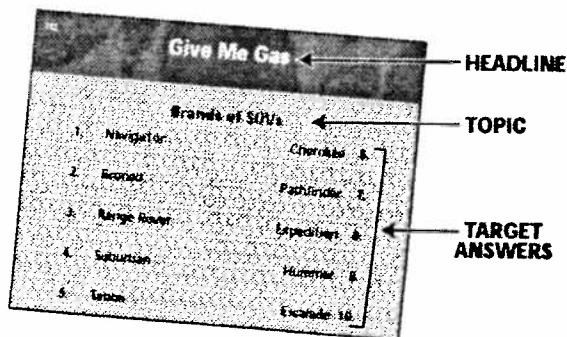 Give Me Gas
HEADLINE
Brands of SUVs
TOPIC
1. Navigator
Cherokee 6.
2. Bronco
Pathfinder 7.
3. Range Rover
Expedition 8.
TARGET
ANSWERS
4. Suburban
Hummer 9.
5. Tahoe
Escalade 10.